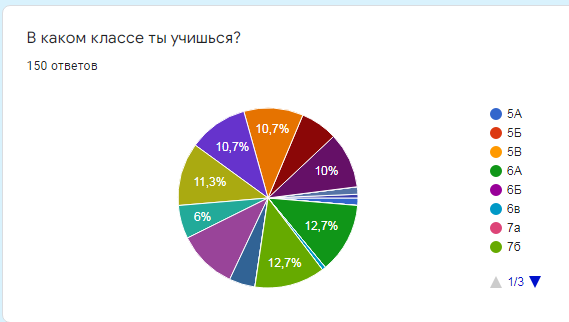 В каком классе ты учишься?
150 ответов
10,7%
10,7%
10%
11,3%
6%
12,7%
12,7%
5А
5Б
5В
6А
6Б
6в
7а
7б
1/3